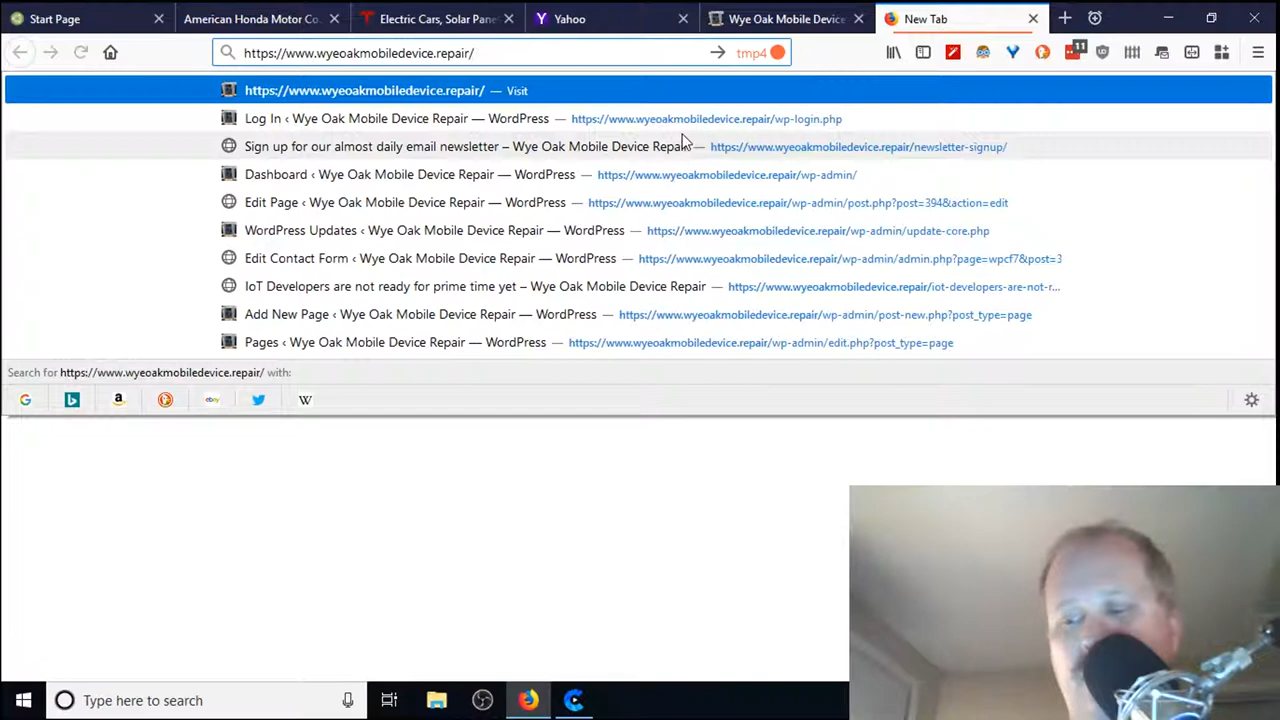 Start Page
American Honda Motor Co
Electric Cars, Solar Pane
Yahoo
Wye Oak Mobile Device
New Tab
https://www.wyeoakmobiledevice.repair/
tmp4
11
https://www.wyeoakmobiledevice.repair/ — Visit
Log In ‹ Wye Oak Mobile Device Repair — WordPress — https://www.wyeoakmobiledevice.repair/wp-login.php
Sign up for our almost daily email newsletter – Wye Oak Mobile Device Repair — https://www.wyeoakmobiledevice.repair/newsletter-signup/
Dashboard ‹ Wye Oak Mobile Device Repair — WordPress — https://www.wyeoakmobiledevice.repair/wp-admin/
Edit Page ‹ Wye Oak Mobile Device Repair — WordPress — https://www.wyeoakmobiledevice.repair/wp-admin/post.php?post=394&action=edit
WordPress Updates ‹ Wye Oak Mobile Device Repair — WordPress — https://www.wyeoakmobiledevice.repair/wp-admin/update-core.php
Edit Contact Form ‹ Wye Oak Mobile Device Repair — WordPress — https://www.wyeoakmobiledevice.repair/wp-admin/admin.php?page=wpcf7&post=3
IoT Developers are not ready for prime time yet – Wye Oak Mobile Device Repair — https://www.wyeoakmobiledevice.repair/iot-developers-are-not-r...
Add New Page ‹ Wye Oak Mobile Device Repair — WordPress — https://www.wyeoakmobiledevice.repair/wp-admin/post-new.php?post_type=page
Pages ‹ Wye Oak Mobile Device Repair — WordPress — https://www.wyeoakmobiledevice.repair/wp-admin/edit.php?post_type=page
Search for https://www.wyeoakmobiledevice.repair/ with:
Type here to search